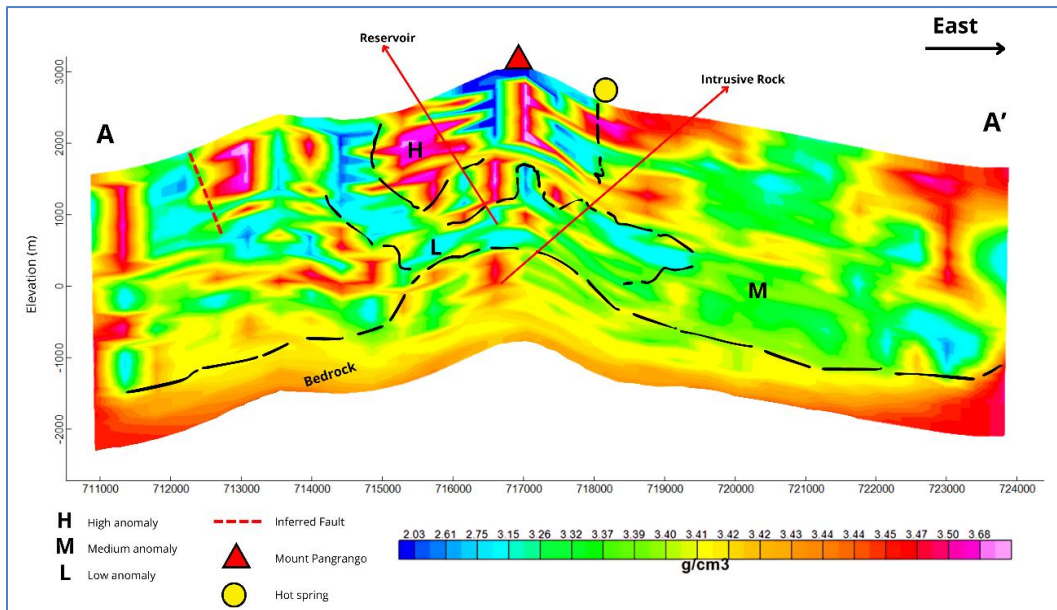 East
Reservoir
Intrusive Rock
A
A'
H
L
M
Bedrock
Elevation (m)
3000
2000
1000
0
-1000
-2000
711000 712000 713000 714000 715000 716000 717000 718000 719000 720000 721000 722000 723000 724000
H High anomaly
M Medium anomaly
L Low anomaly
Inferred Fault
Mount Pangrango
Hot spring
2.03 2.61 2.75 3.15 3.26 3.32 3.37 3.39 3.40 3.41 3.42 3.43 3.44 3.44 3.45 3.47 3.50 3.68
g/cm3